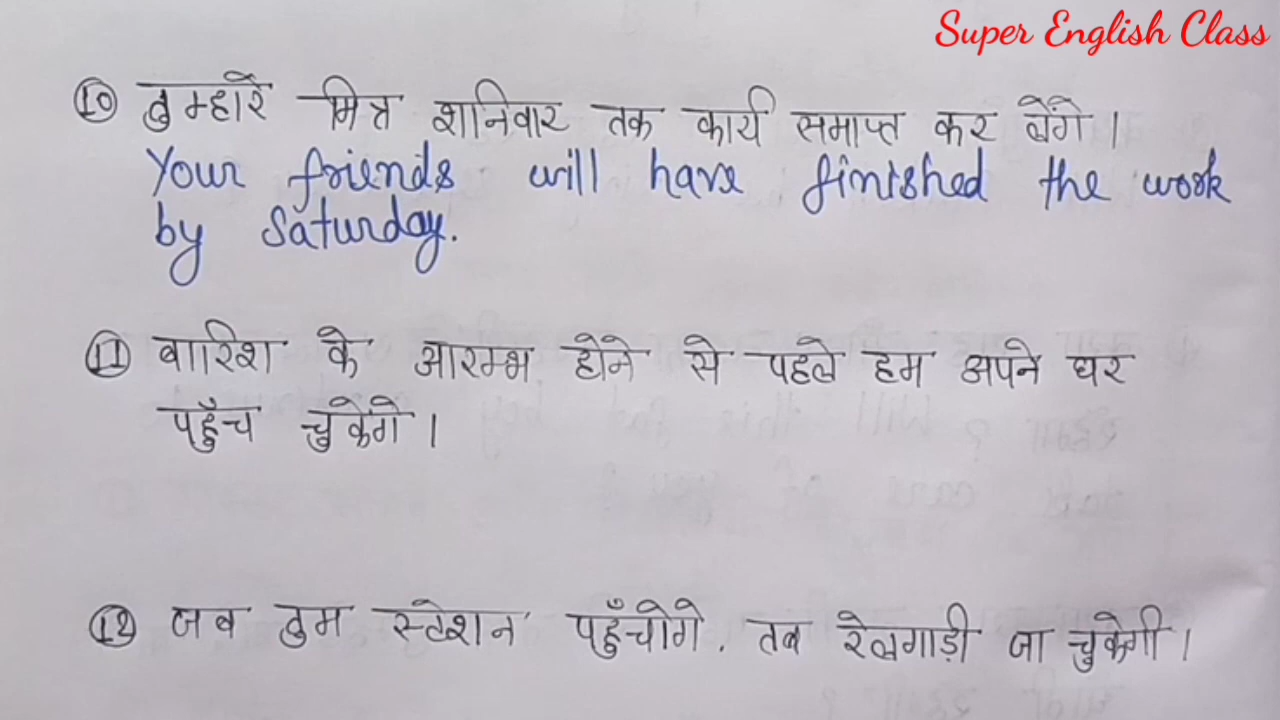 Super English Class
10 तुम्हारे मित्र शनिवार तक कार्य समाप्त कर लेंगे।
Your friends will have finished the work
by Saturday.
11 बारिश के आरम्भ होने से पहले हम अपने घर
पहुँच चुकेंगे।
12 जब तुम स्टेशन पहुँचोगे, तब रेलगाड़ी जा चुकेगी।